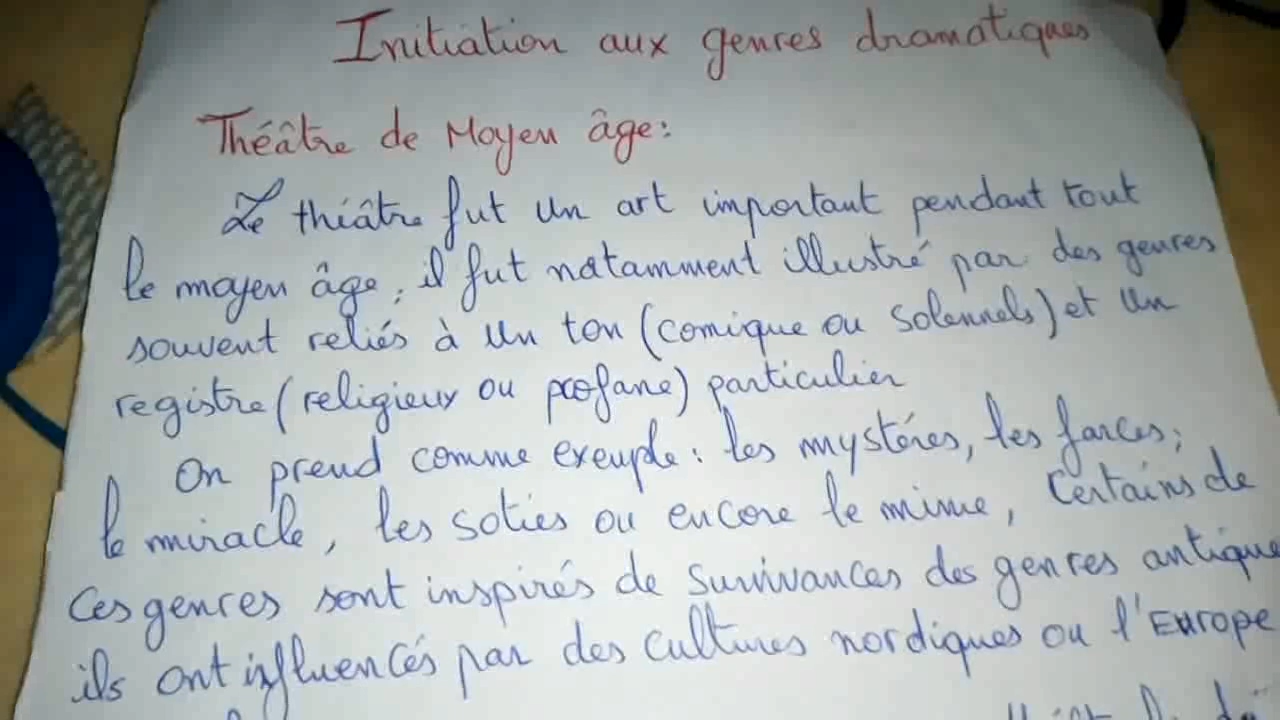 Initiation aux genres dramatiques
Théâtre de Moyen âge:
Le théâtre fut un art important pendant tout
le moyen âge, il fut notamment illustré par des genres
souvent reliés à un ton (comique ou solennels) et un
registre (religieux ou profane) particulier
On prend comme exemple: les mystéres, les farces;
le miracle, les soties ou encore le mime, Certains de
Ces genres sont inspirés de survivances des genres antique
ils ont influencés par des cultures nordiques ou l'Europe